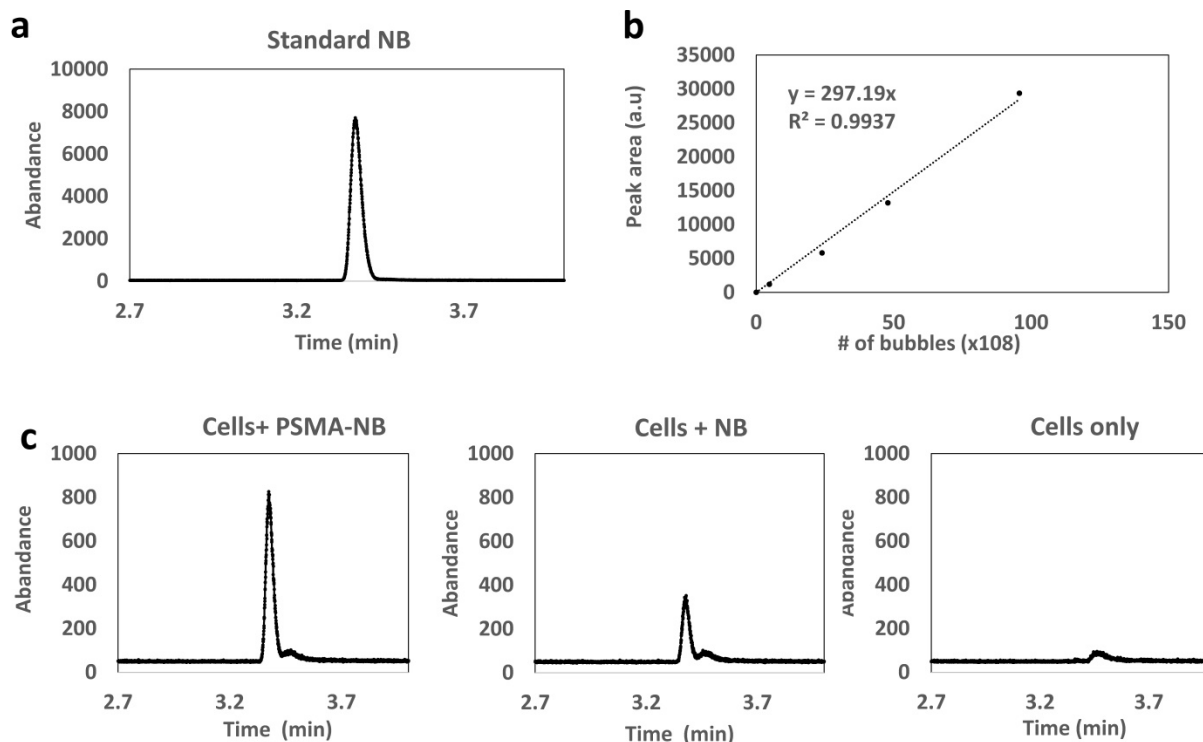 a
Standard NB
10000
8000
6000
4000
2000
0
Abandance
2.7
3.2
3.7
Time (min)
b
35000
30000
25000
20000
15000
10000
5000
0
Peak area (a.u)
y = 297.19x
R² = 0.9937
0
50
100
150
# of bubbles (x108)
c
Cells+ PSMA-NB
1000
800
600
400
200
0
Abandance
2.7
3.2
3.7
Time (min)
Cells + NB
1000
800
600
400
200
0
Abandance
2.7
3.2
3.7
Time (min)
Cells only
1000
800
600
400
200
0
Abandance
2.7
3.2
3.7
Time (min)